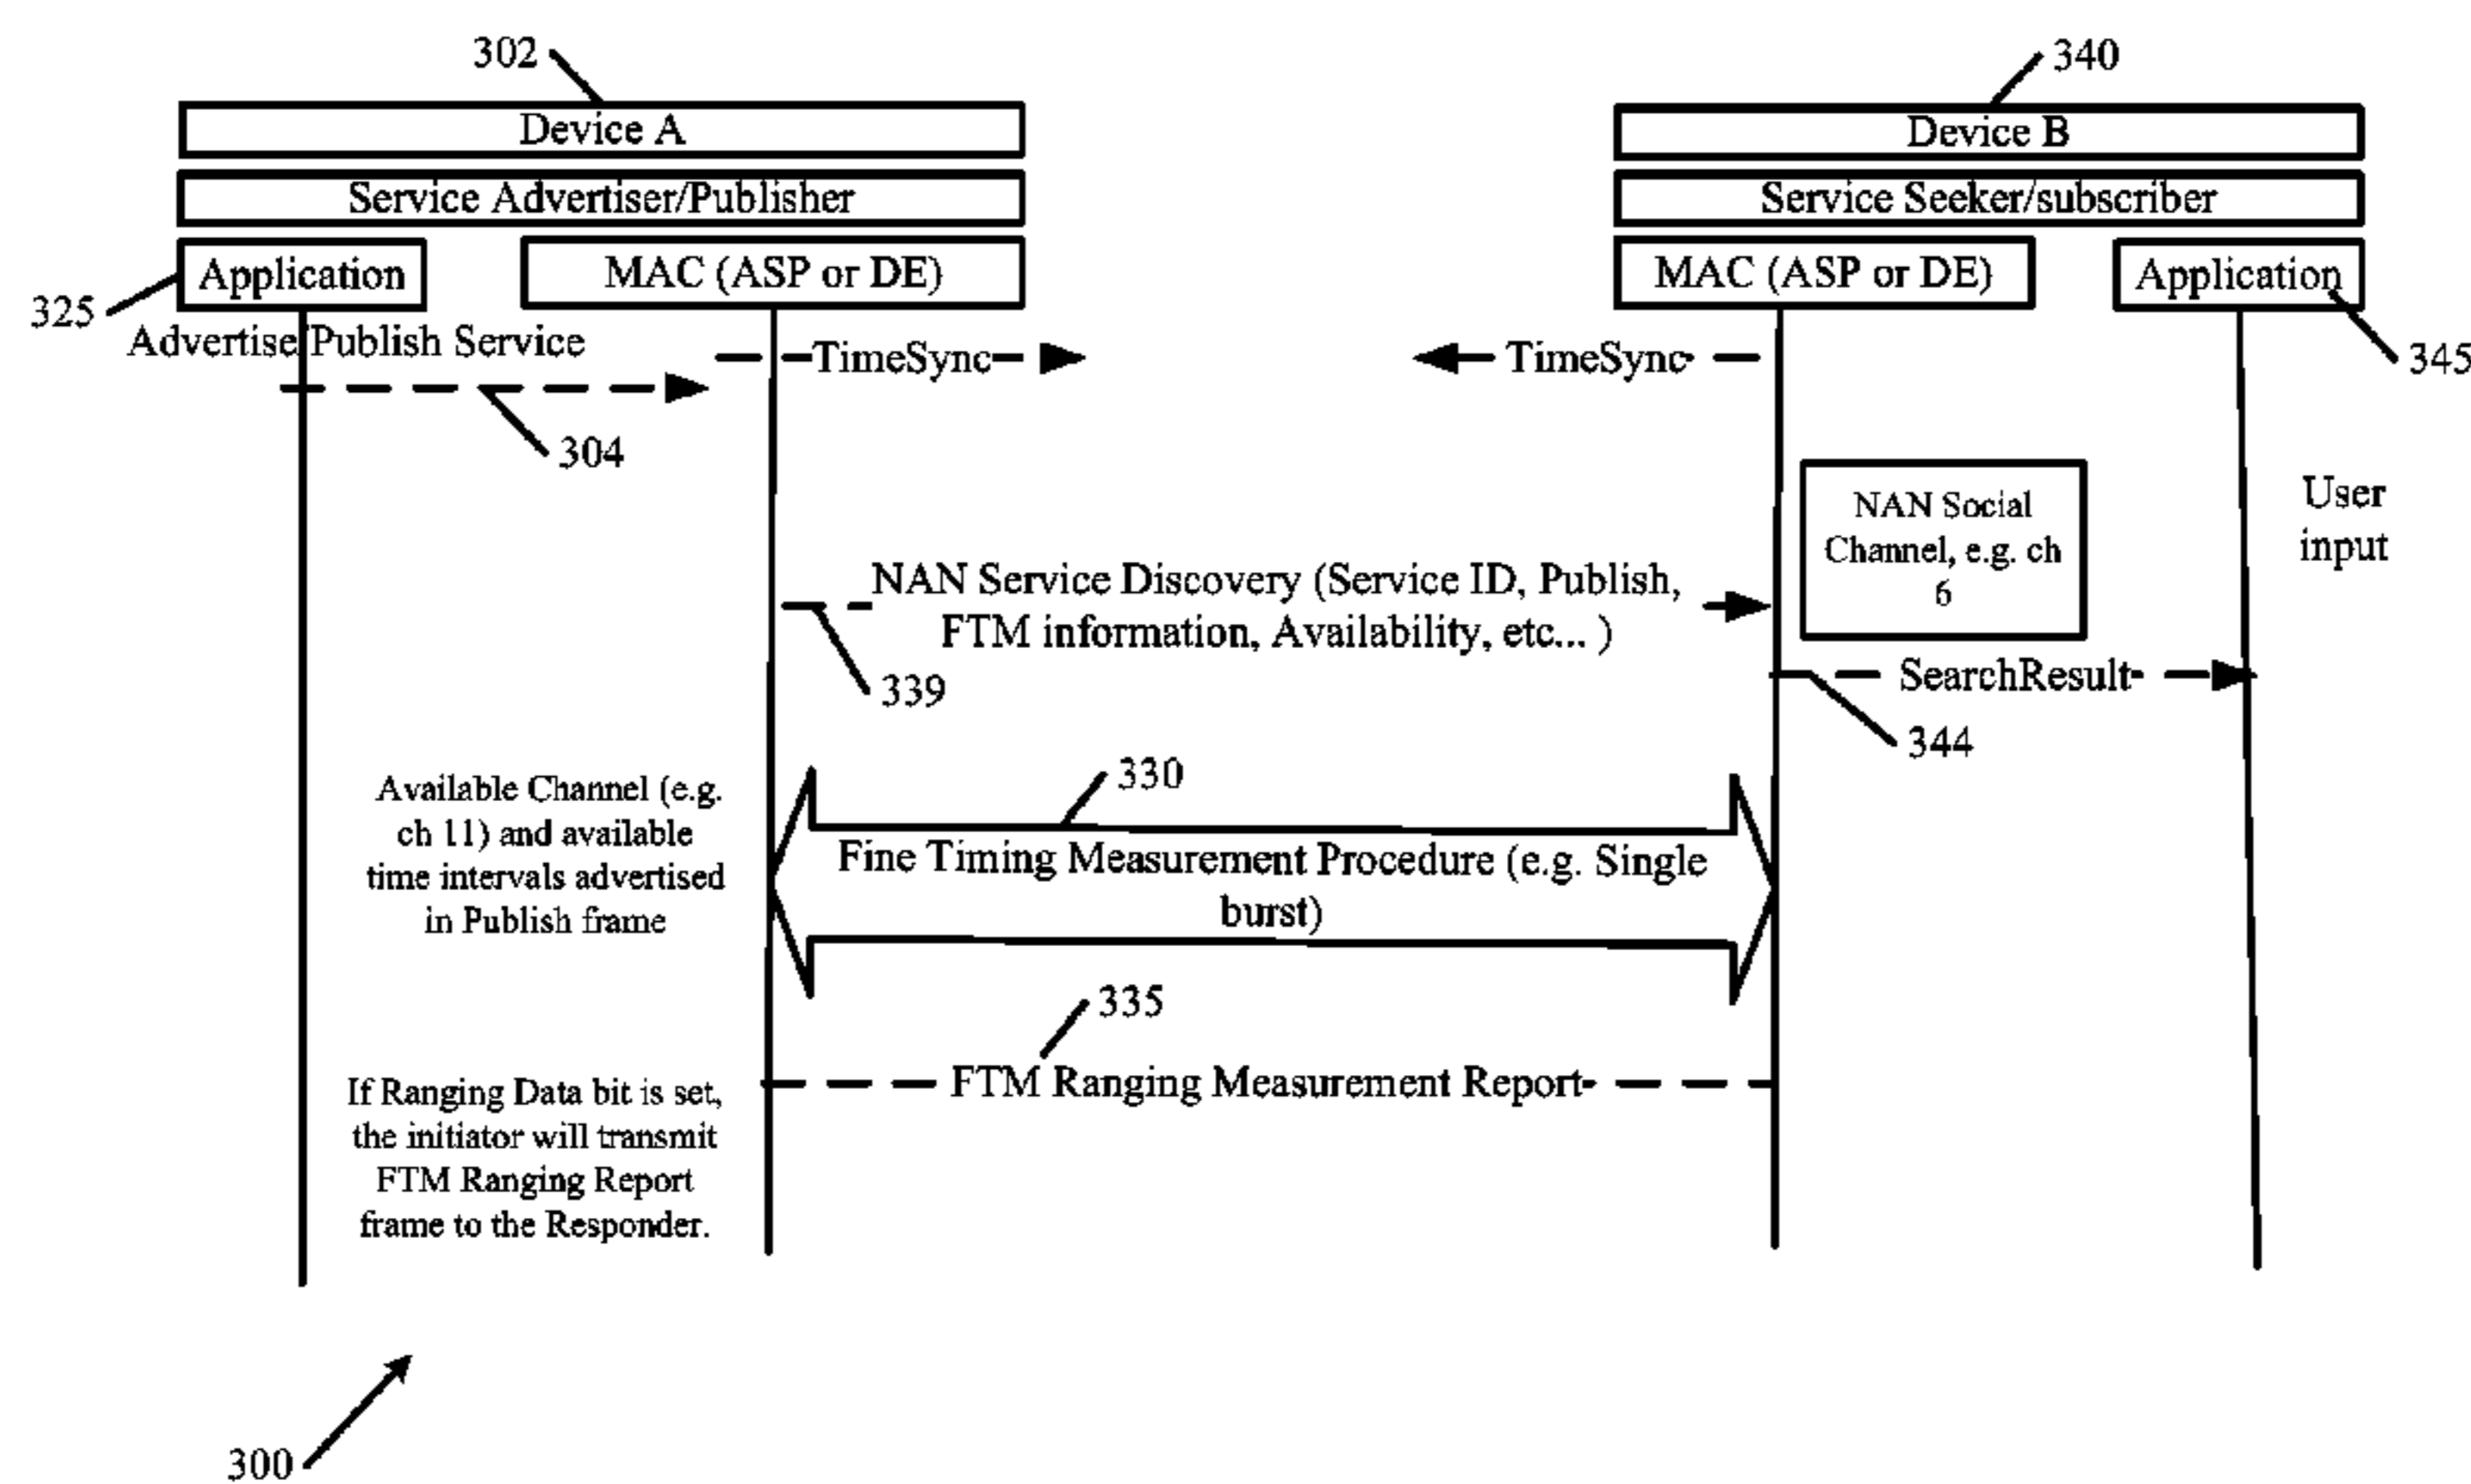 302
340
Device A
Device B
Service Advertiser/Publisher
Service Seeker/subscriber
Application
MAC (ASP or DE)
MAC (ASP or DE)
Application
325
345
Advertise/Publish Service
TimeSync
TimeSync
304
NAN Social
Channel, e.g. ch
6
User
input
NAN Service Discovery (Service ID, Publish,
FTM information, Availability, etc... )
339
SearchResult
344
330
Available Channel (e.g.
ch 11) and available
time intervals advertised
in Publish frame
Fine Timing Measurement Procedure (e.g. Single
burst)
335
FTM Ranging Measurement Report
If Ranging Data bit is set,
the initiator will transmit
FTM Ranging Report
frame to the Responder.
300